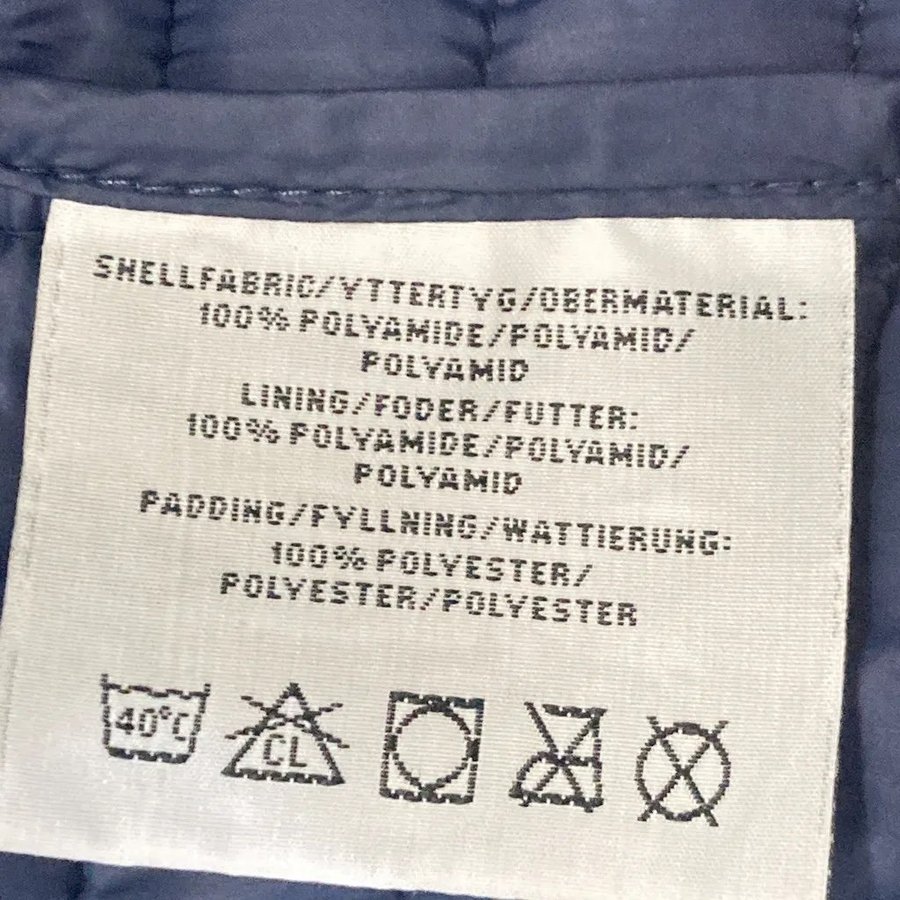 SHELLFABRIC/YTTERTYG/OBERMATERIAL:
100% POLYAMIDE/POLYAMID/
POLYAMID
LINING/FODER/FUTTER:
100% POLYAMIDE/POLYAMID/
POLYAMID
PADDING/FYLLNING/WATTIERUNG:
100% POLYESTER/
POLYESTER/POLYESTER
40°C CL